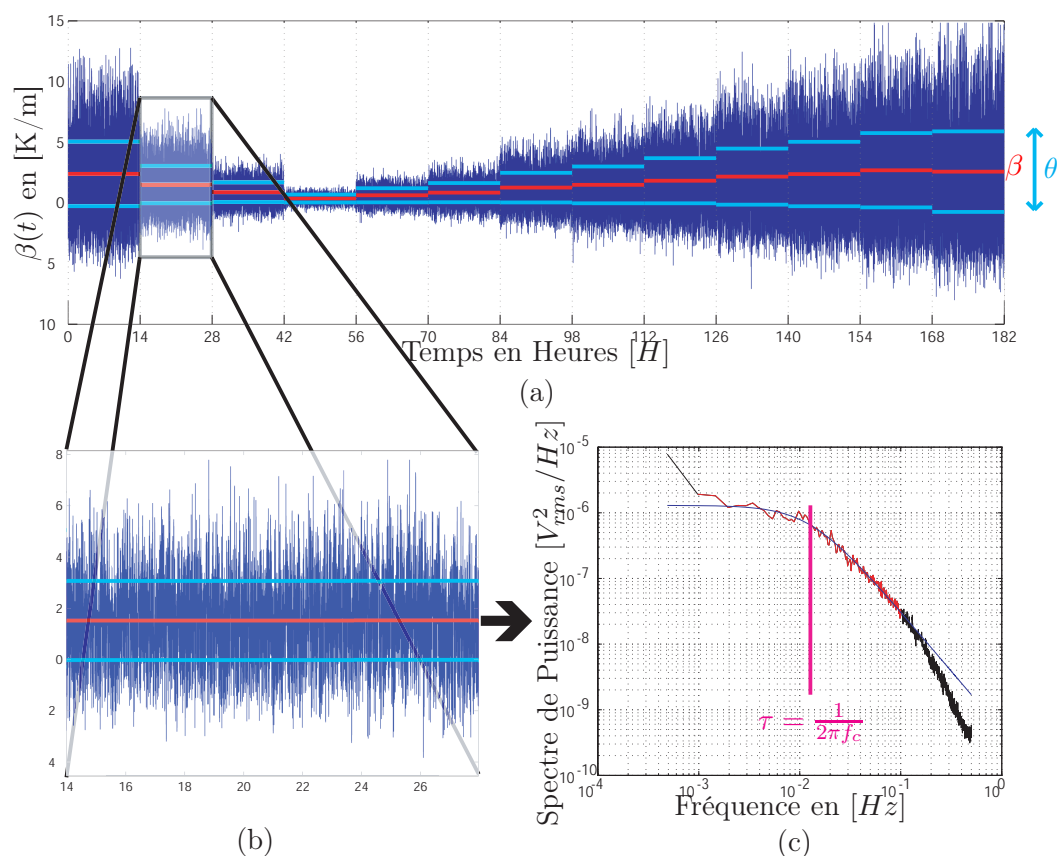 15
10
5
0
5
10
β(t) en [K/m]
0 14 28 42 56 70 84 98 112 126 140 154 168 182
Temps en Heures [H]
β θ
(a)
8
6
4
2
0
2
4
14 16 18 20 22 24 26
(b)
Spectre de Puissance [V²rms/Hz]
10⁻⁵
10⁻⁶
10⁻⁷
10⁻⁸
10⁻⁹
10⁻¹⁰
10⁻⁴ 10⁻³ 10⁻² 10⁻¹ 10⁰
τ = 1/2πf_c
Fréquence en [Hz]
(c)